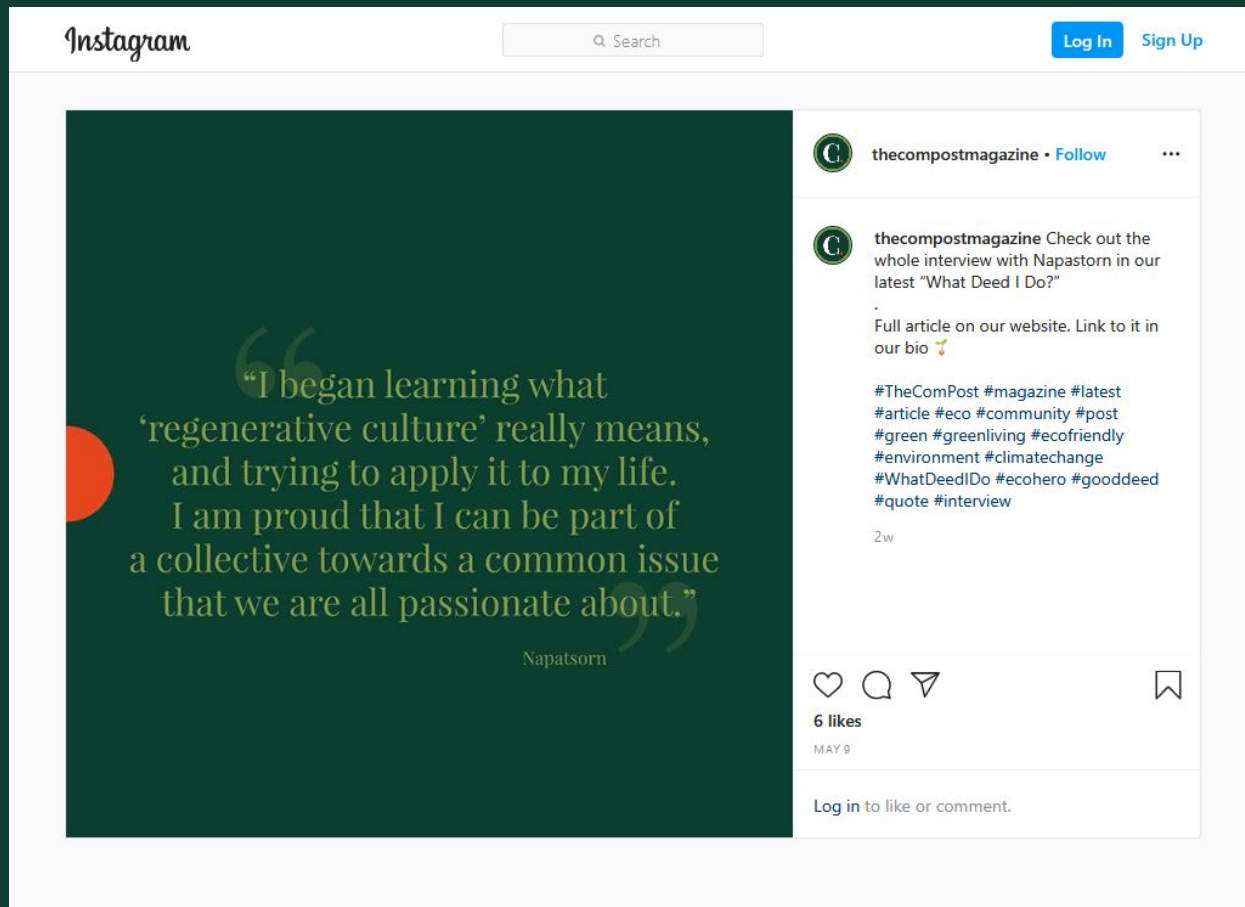 Instagram
Search
Log In
Sign Up
“I began learning what
‘regenerative culture’ really means,
and trying to apply it to my life.
I am proud that I can be part of
a collective towards a common issue
that we are all passionate about.”
Napatsorn
C.
thecompostmagazine • Follow
C.
thecompostmagazine Check out the
whole interview with Napastorn in our
latest “What Deed I Do?”
.
Full article on our website. Link to it in
our bio 🌱
#TheComPost #magazine #latest
#article #eco #community #post
#green #greenliving #ecofriendly
#environment #climatechange
#WhatDeedIDo #ecohero #gooddeed
#quote #interview
2w
6 likes
MAY 9
Log in to like or comment.